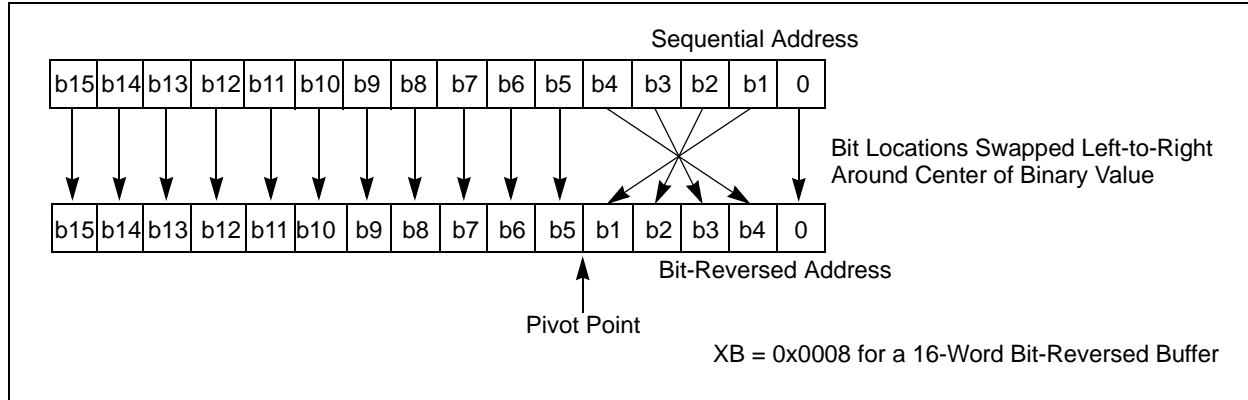 Sequential Address
b15 b14 b13 b12 b11 b10 b9 b8 b7 b6 b5 b4 b3 b2 b1 0
Bit Locations Swapped Left-to-Right
Around Center of Binary Value
b15 b14 b13 b12 b11 b10 b9 b8 b7 b6 b5 b1 b2 b3 b4 0
Bit-Reversed Address
Pivot Point
XB = 0x0008 for a 16-Word Bit-Reversed Buffer